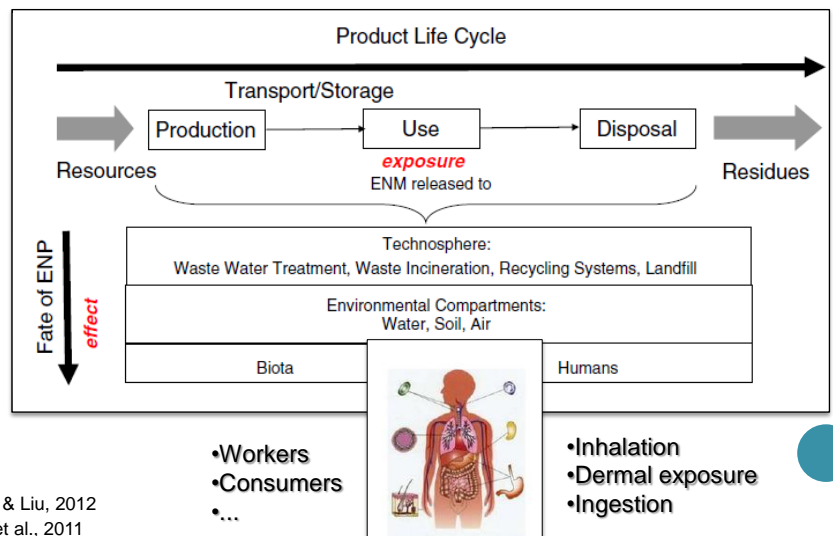 Product Life Cycle
Transport/Storage
Production
Use
Disposal
Resources
exposure
Residues
ENM released to
Fate of ENP
effect
Technosphere:
Waste Water Treatment, Waste Incineration, Recycling Systems, Landfill
Environmental Compartments:
Water, Soil, Air
Biota
Humans
•Workers
•Consumers
•...
•Inhalation
•Dermal exposure
•Ingestion
& Liu, 2012
et al., 2011